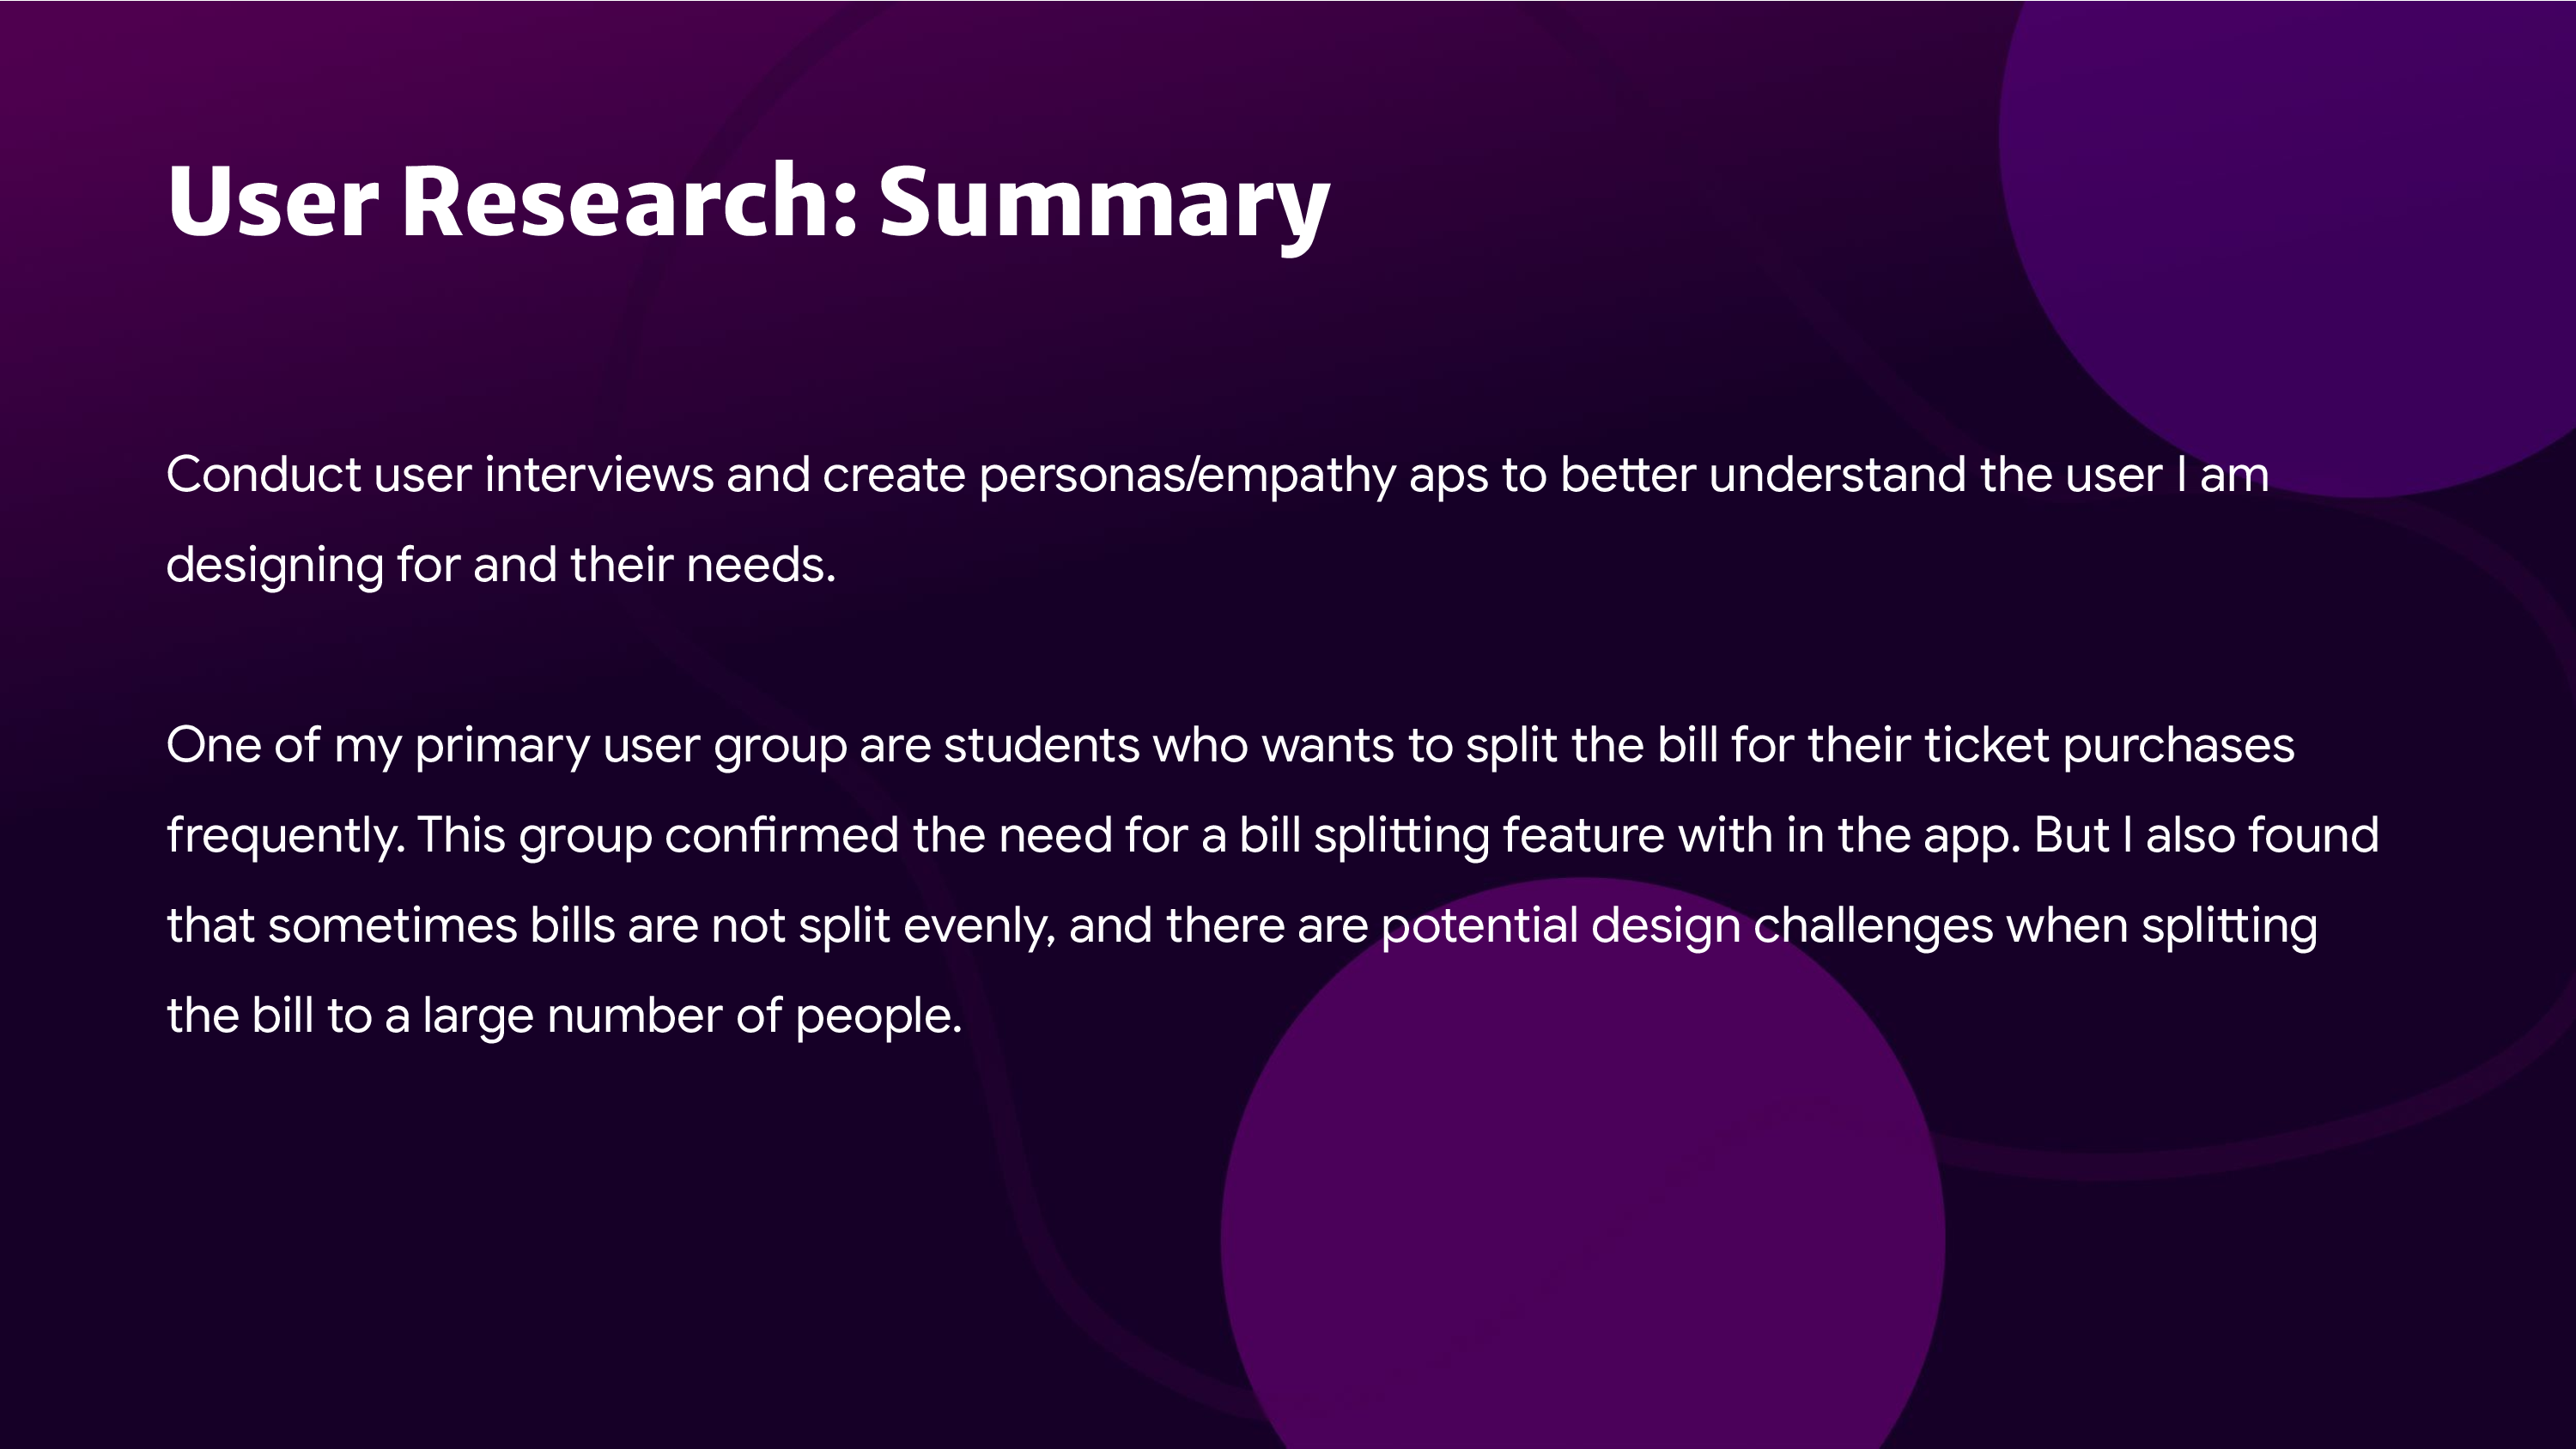 User Research: Summary
Conduct user interviews and create personas/empathy aps to better understand the user I am
designing for and their needs.
One of my primary user group are students who wants to split the bill for their ticket purchases
frequently. This group confirmed the need for a bill splitting feature with in the app. But I also found
that sometimes bills are not split evenly, and there are potential design challenges when splitting
the bill to a large number of people.